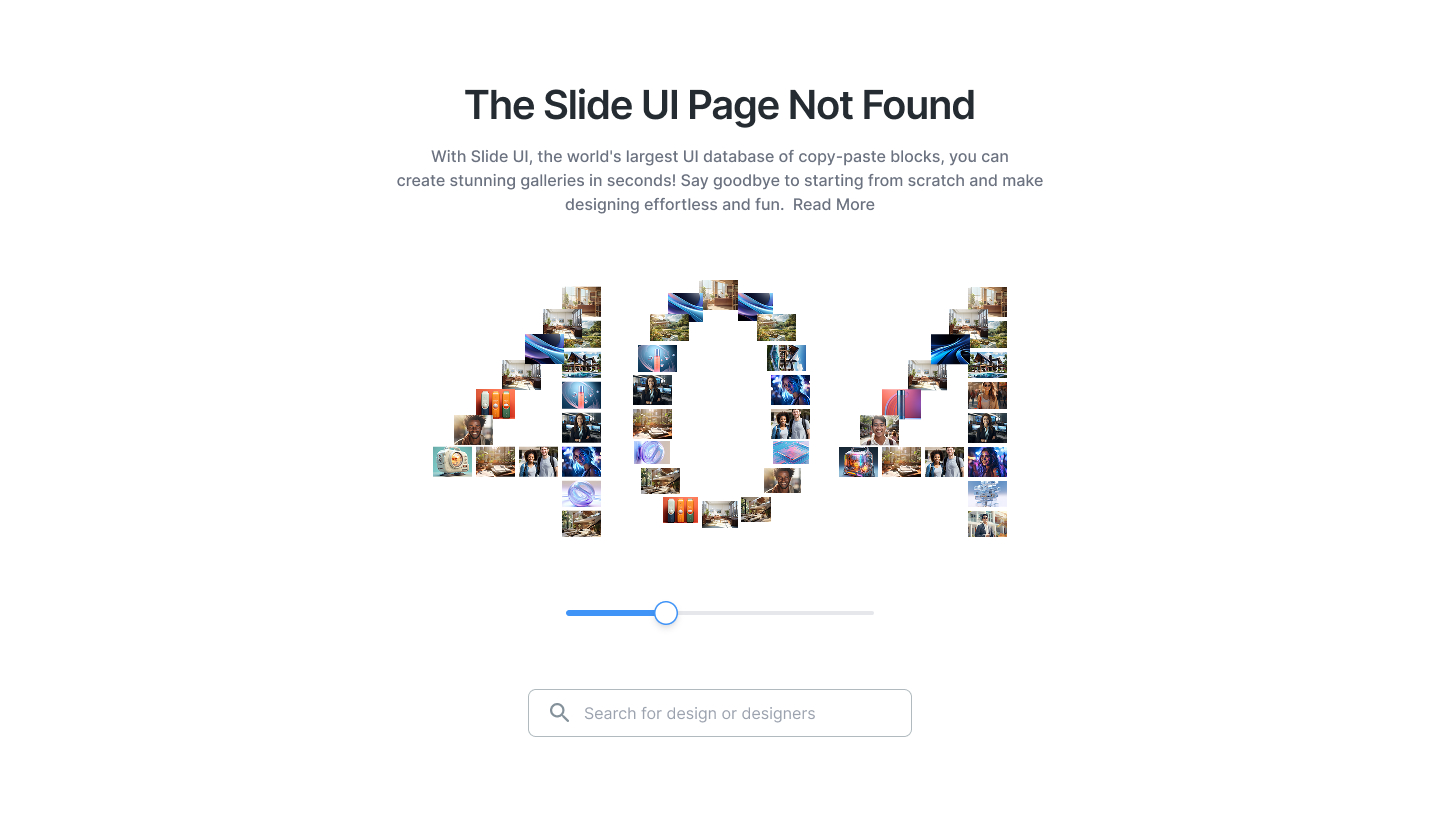 The Slide UI Page Not Found
With Slide UI, the world's largest UI database of copy-paste blocks, you can
create stunning galleries in seconds! Say goodbye to starting from scratch and make
designing effortless and fun.  Read More
404
Search for design or designers